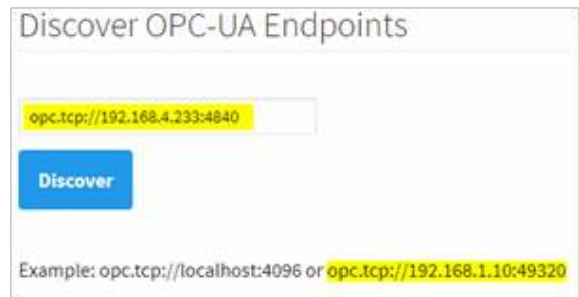 Discover OPC-UA Endpoints
opc.tcp://192.168.4.233:4840
Discover
Example: opc.tcp://localhost:4096 or opc.tcp://192.168.1.10:49320